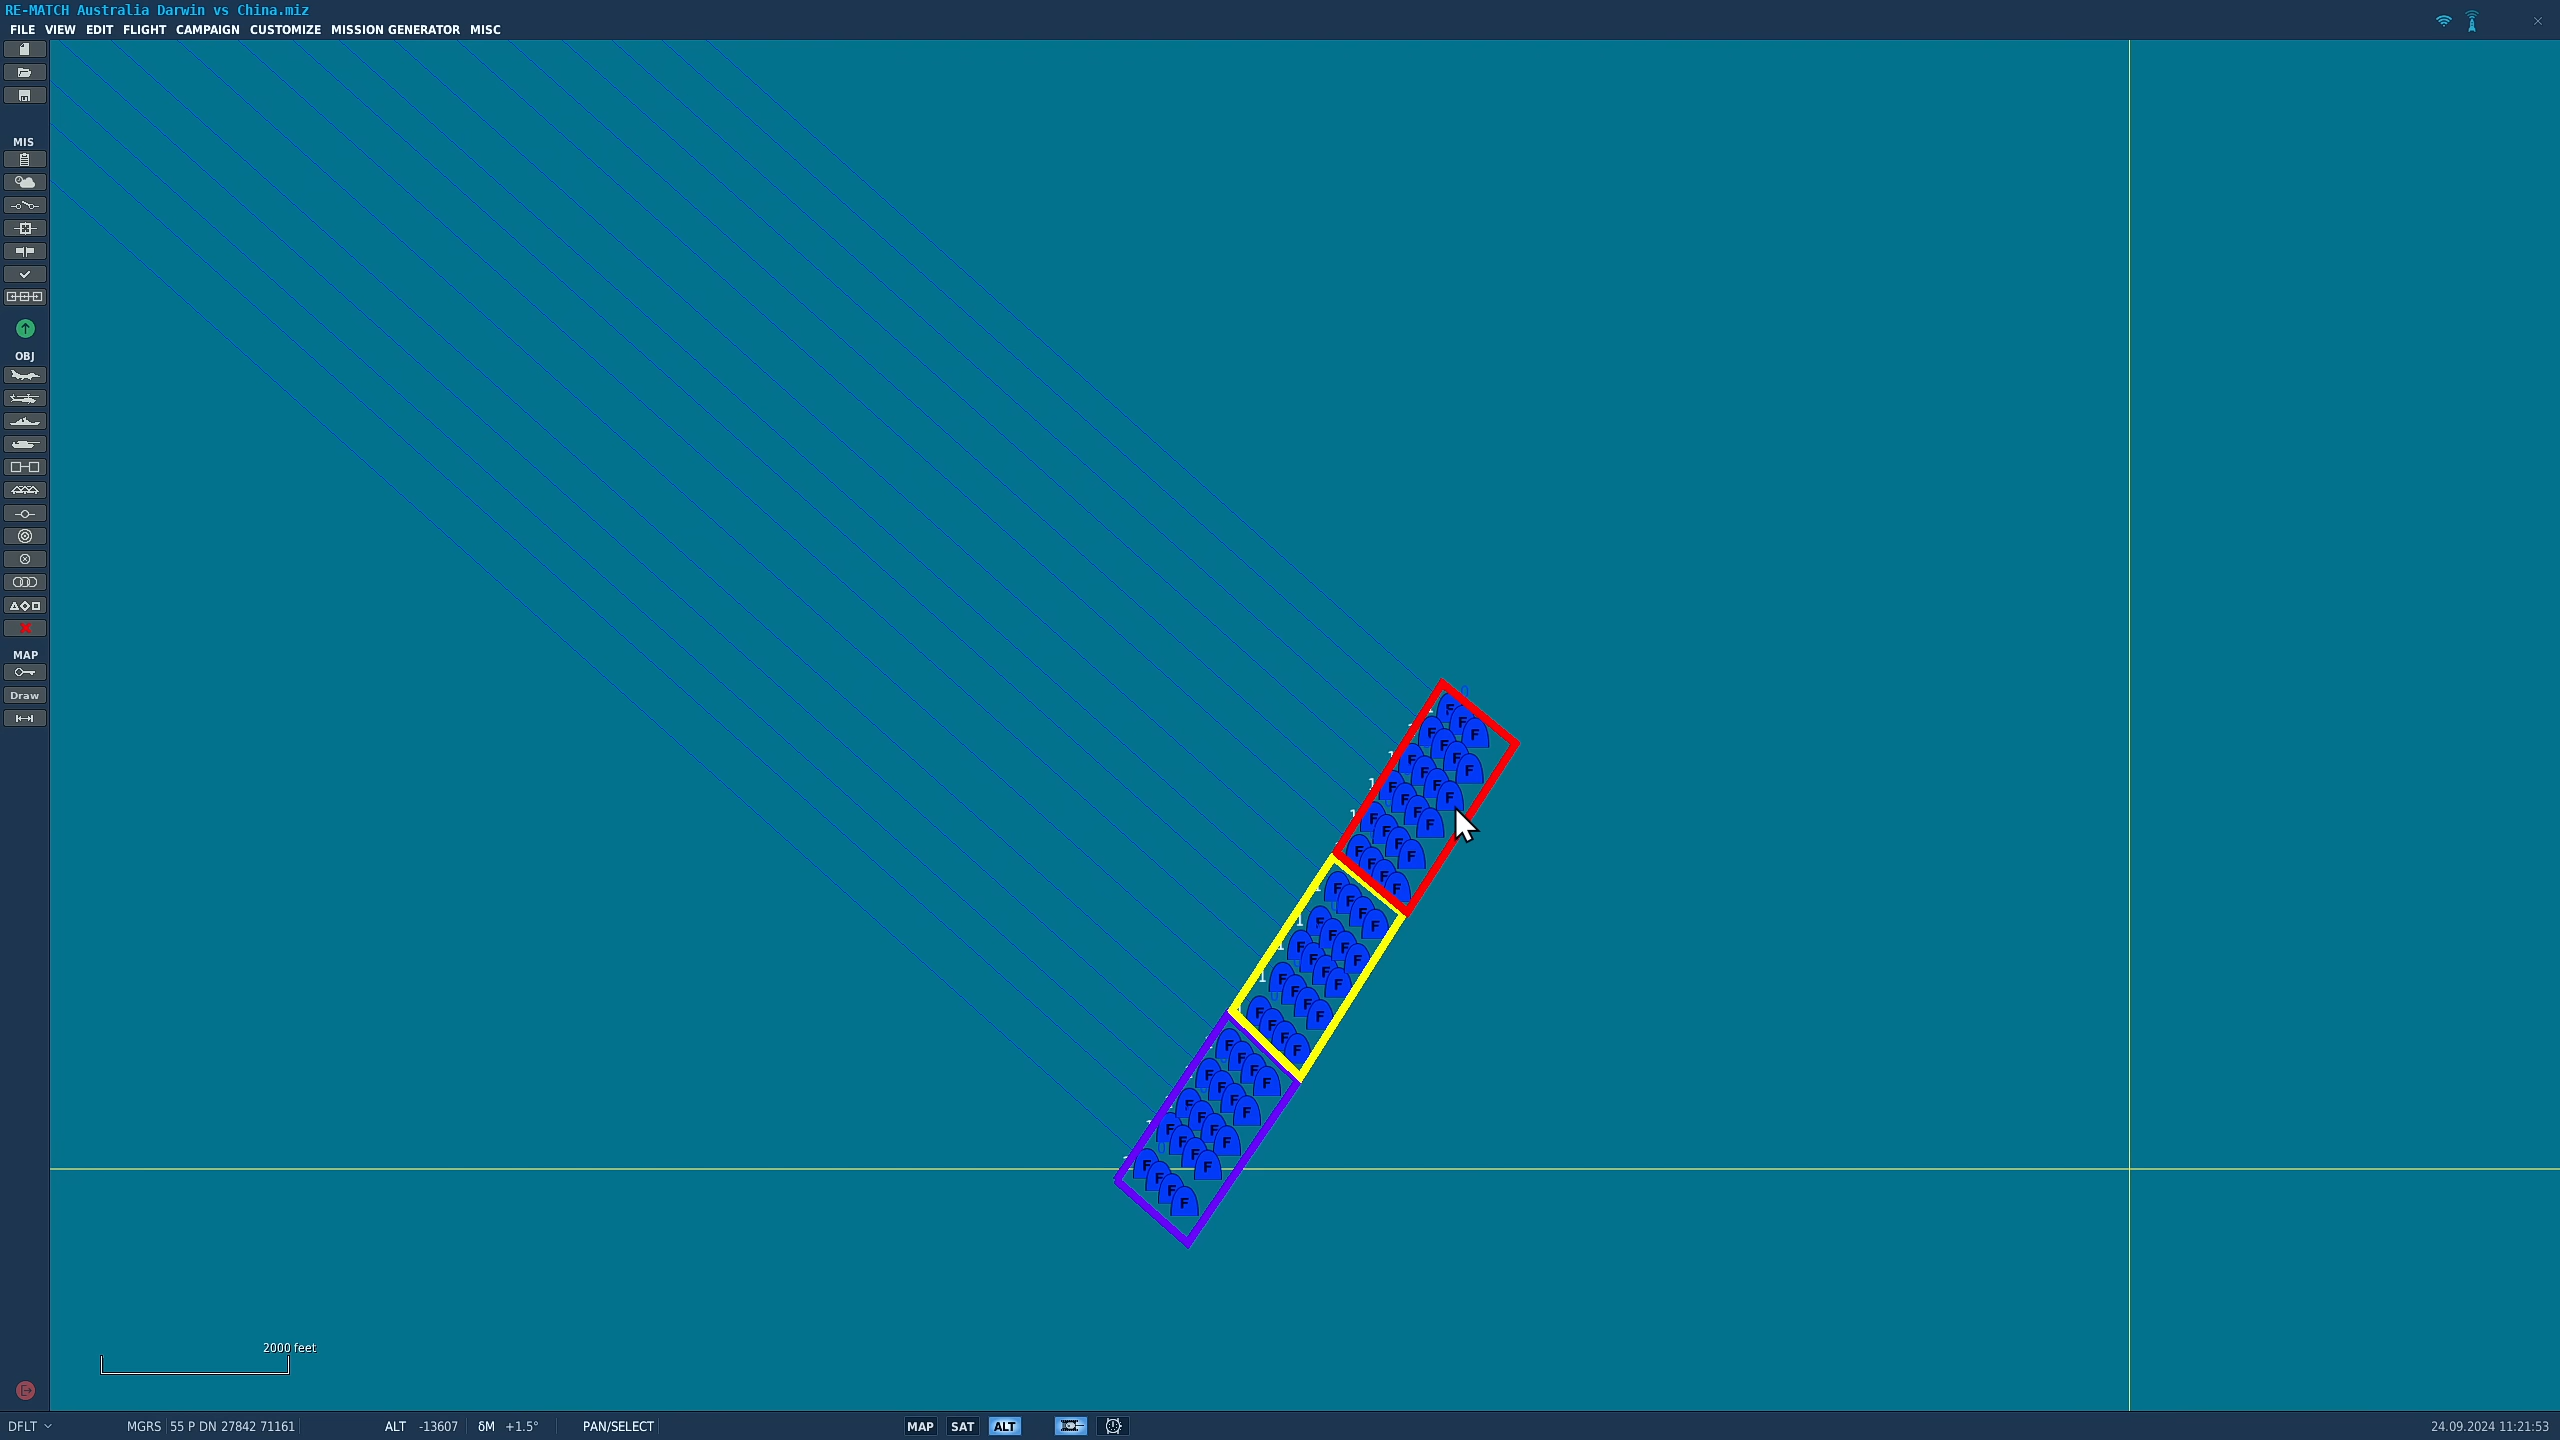 RE-MATCH Australia Darwin vs China.miz
FILE VIEW EDIT FLIGHT CAMPAIGN CUSTOMIZE MISSION GENERATOR MISC
MIS
OBJ
MAP
Draw
F F F
F F F
F F F F
F F F F
F F F F
F F F F
F F F F
F F F F
F F F F
F F F F
F F F F
F F F F
F F F F
F F F F
F F F F
F F F F
2000 feet
DFLT MGRS 55 P DN 27842 71161 ALT -13607 δM +1.5° PAN/SELECT MAP SAT ALT 24.09.2024 11:21:53